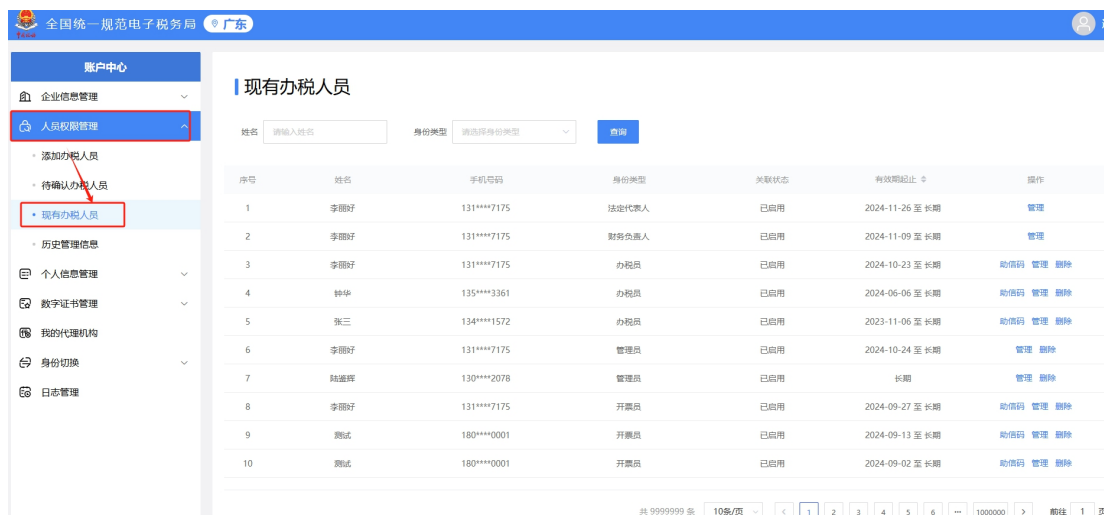 全国统一规范电子税务局 广东
账户中心
企业信息管理
人员权限管理
添加办税人员
待确认办税人员
现有办税人员
历史管理信息
个人信息管理
数字证书管理
我的代理机构
身份切换
日志管理
现有办税人员
姓名 请输入姓名 身份类型 请选择身份类型 查询
序号 姓名 手机号码 身份类型 关联状态 有效期起止 操作
1 李丽好 131****7175 法定代表人 已启用 2024-11-26 至 长期 管理
2 李丽好 131****7175 财务负责人 已启用 2024-11-09 至 长期 管理
3 李丽好 131****7175 办税员 已启用 2024-10-23 至 长期 助信码 管理 删除
4 钟华 135****3361 办税员 已启用 2024-06-06 至 长期 助信码 管理 删除
5 张三 134****1572 办税员 已启用 2023-11-06 至 长期 助信码 管理 删除
6 李丽好 131****7175 管理员 已启用 2024-10-24 至 长期 管理 删除
7 陆鉴辉 130****2078 管理员 已启用 长期 管理 删除
8 李丽好 131****7175 开票员 已启用 2024-09-27 至 长期 助信码 管理 删除
9 测试 180****0001 开票员 已启用 2024-09-13 至 长期 助信码 管理 删除
10 测试 180****0001 开票员 已启用 2024-09-02 至 长期 助信码 管理 删除
共 9999999 条 10条/页 1 2 3 4 5 6 ··· 1000000 前往 1 页